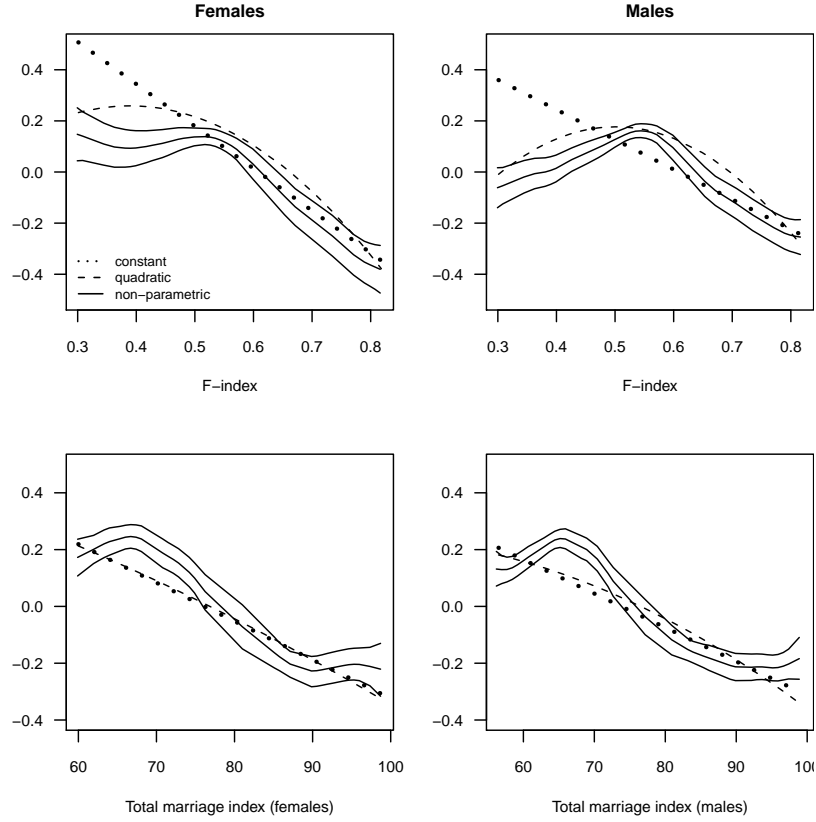 Females
Males
0.4
0.2
0.0
−0.2
−0.4
constant
quadratic
non−parametric
0.3 0.4 0.5 0.6 0.7 0.8
F−index
0.4
0.2
0.0
−0.2
−0.4
0.3 0.4 0.5 0.6 0.7 0.8
F−index
0.4
0.2
0.0
−0.2
−0.4
60 70 80 90 100
Total marriage index (females)
0.4
0.2
0.0
−0.2
−0.4
60 70 80 90 100
Total marriage index (males)